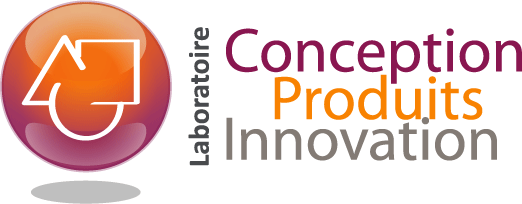 Laboratoire
Conception
Produits
Innovation